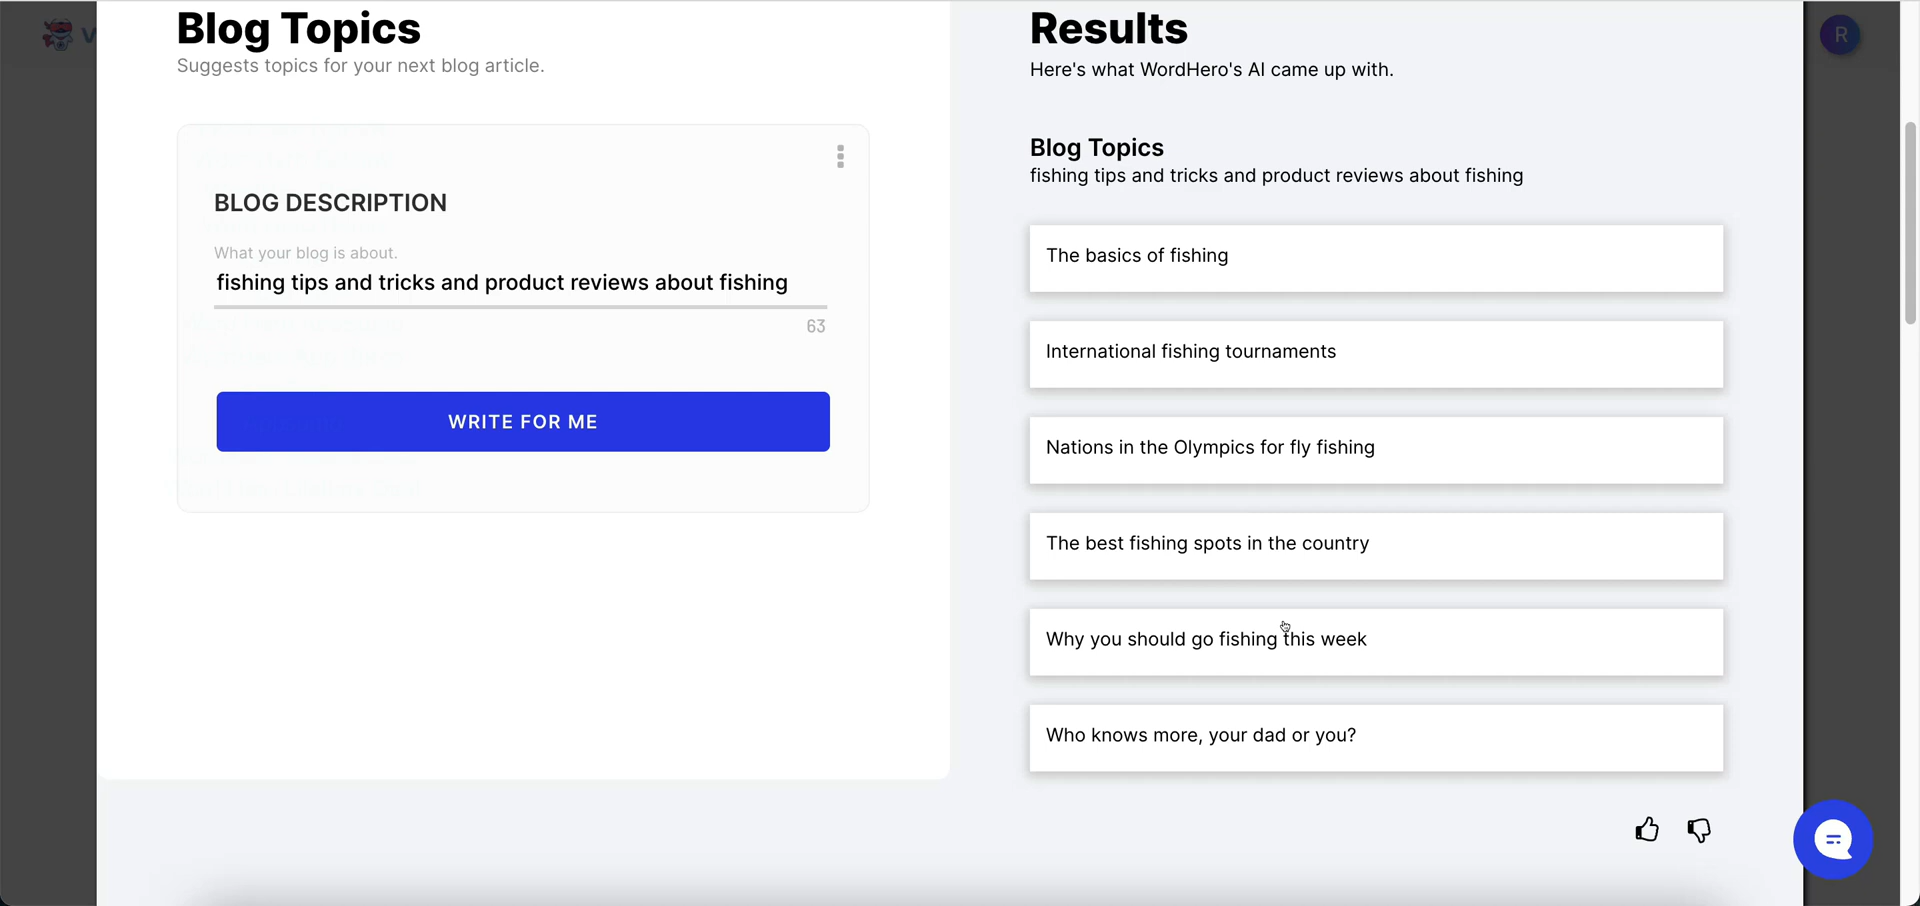 Blog Topics
Suggests topics for your next blog article.
BLOG DESCRIPTION
What your blog is about.
fishing tips and tricks and product reviews about fishing
63
WRITE FOR ME
Results
Here's what WordHero's AI came up with.
Blog Topics
fishing tips and tricks and product reviews about fishing
The basics of fishing
International fishing tournaments
Nations in the Olympics for fly fishing
The best fishing spots in the country
Why you should go fishing this week
Who knows more, your dad or you?
R